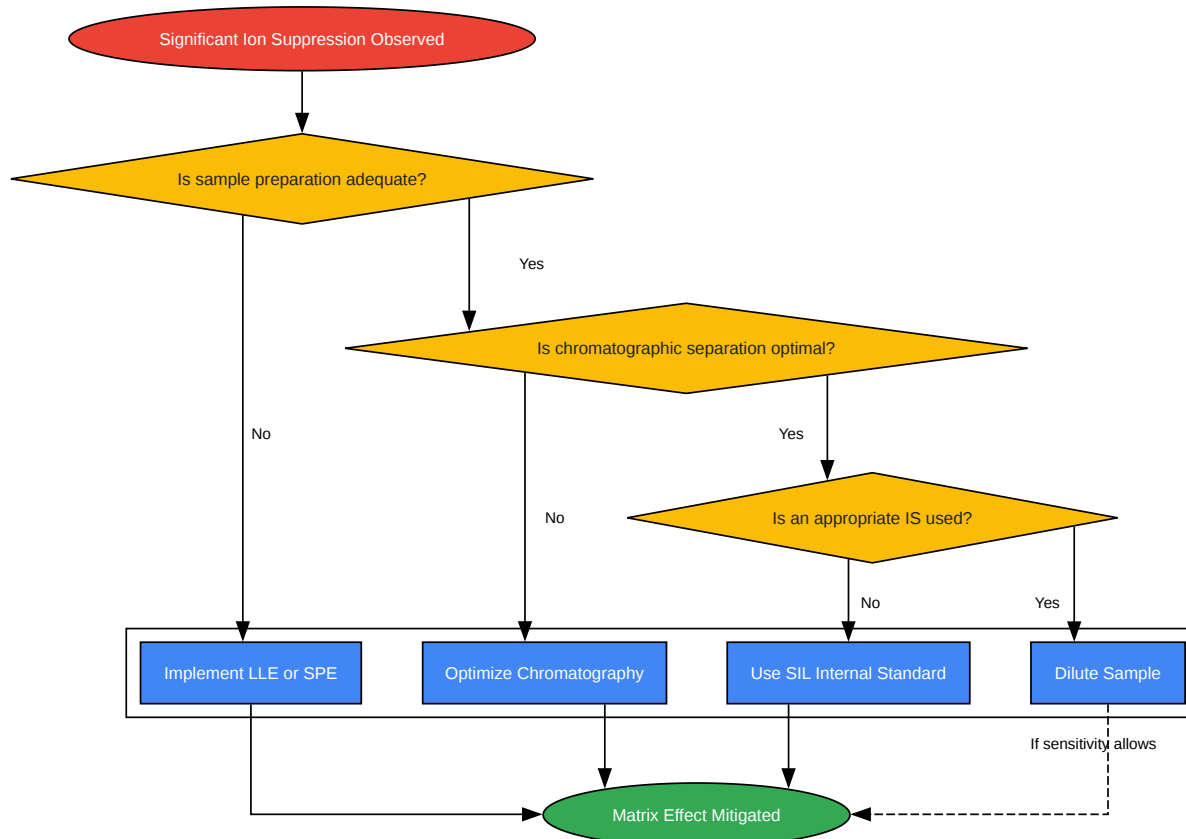 Significant Ion Suppression Observed
Is sample preparation adequate?
Yes
Is chromatographic separation optimal?
No
Yes
No
Is an appropriate IS used?
No
Yes
Implement LLE or SPE
Optimize Chromatography
Use SIL Internal Standard
Dilute Sample
If sensitivity allows
Matrix Effect Mitigated